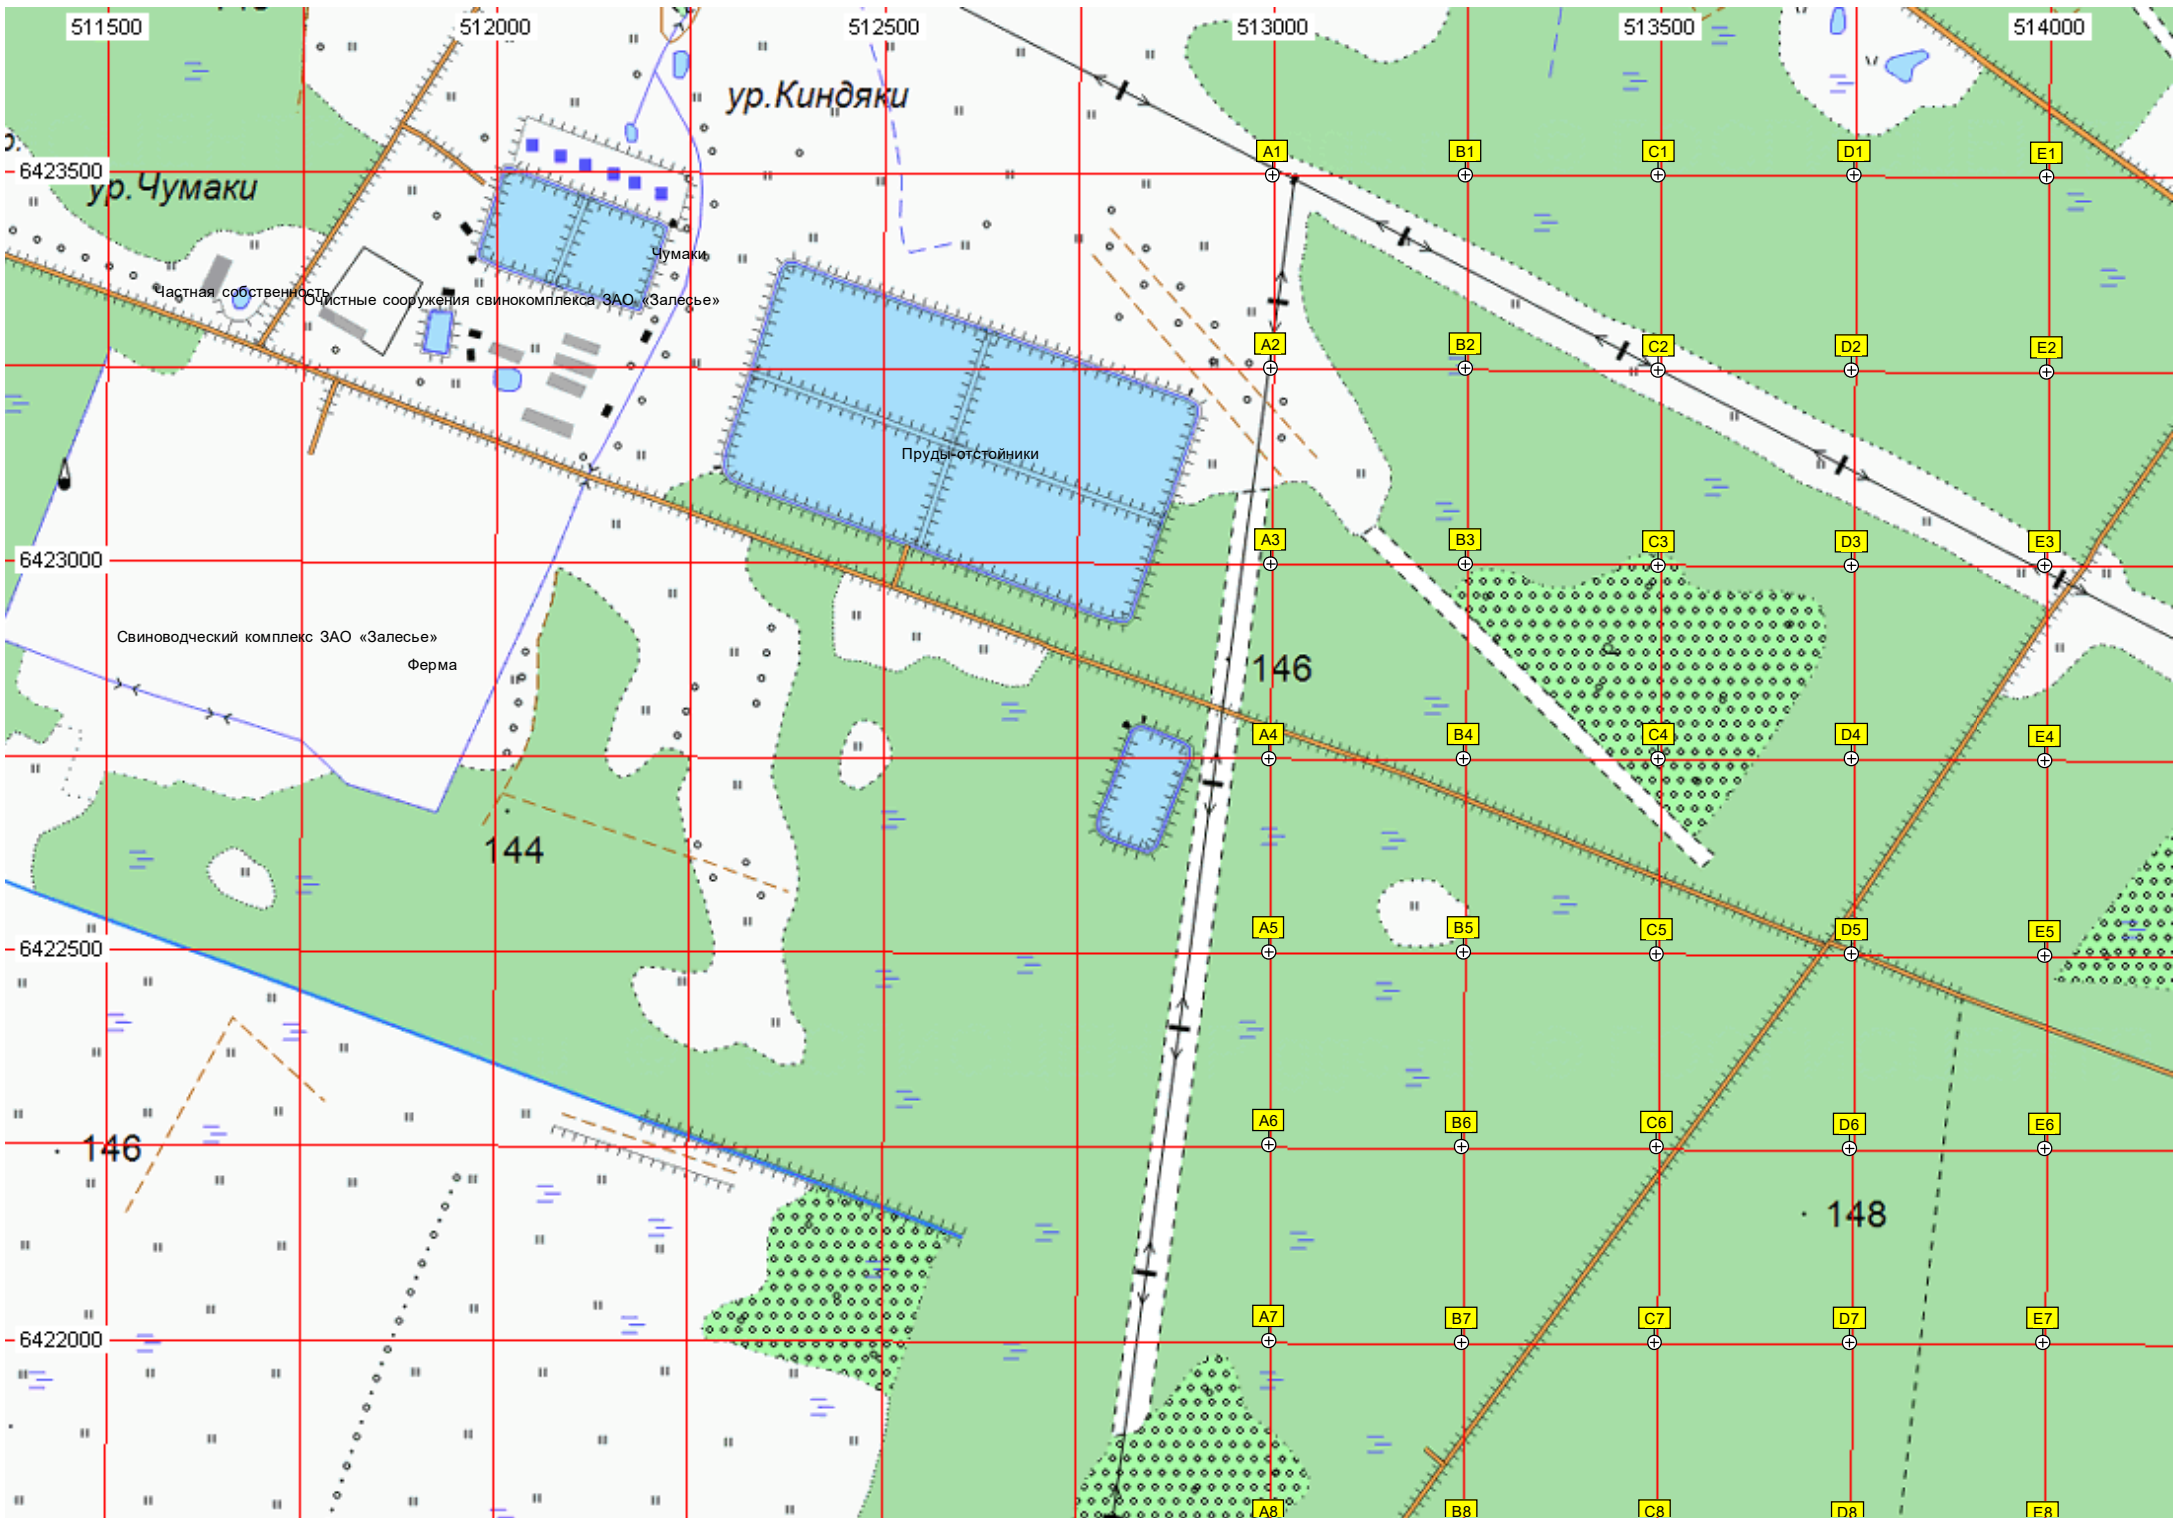 511500 512000 512500 513000 513500 514000
ур.Киндяки
6423500
ур.Чумаки
A1 B1 C1 D1 E1
Чумаки
Частная собственность
Очистные сооружения свинокомплекса ЗАО «Залесье»
A2 B2 C2 D2 E2
Пруды-отстойники
6423000
A3 B3 C3 D3 E3
Свиноводческий комплекс ЗАО «Залесье»
Ферма
146
A4 B4 C4 D4 E4
144
6422500
A5 B5 C5 D5 E5
146
A6 B6 C6 D6 E6
148
6422000
A7 B7 C7 D7 E7
A8 B8 C8 D8 E8